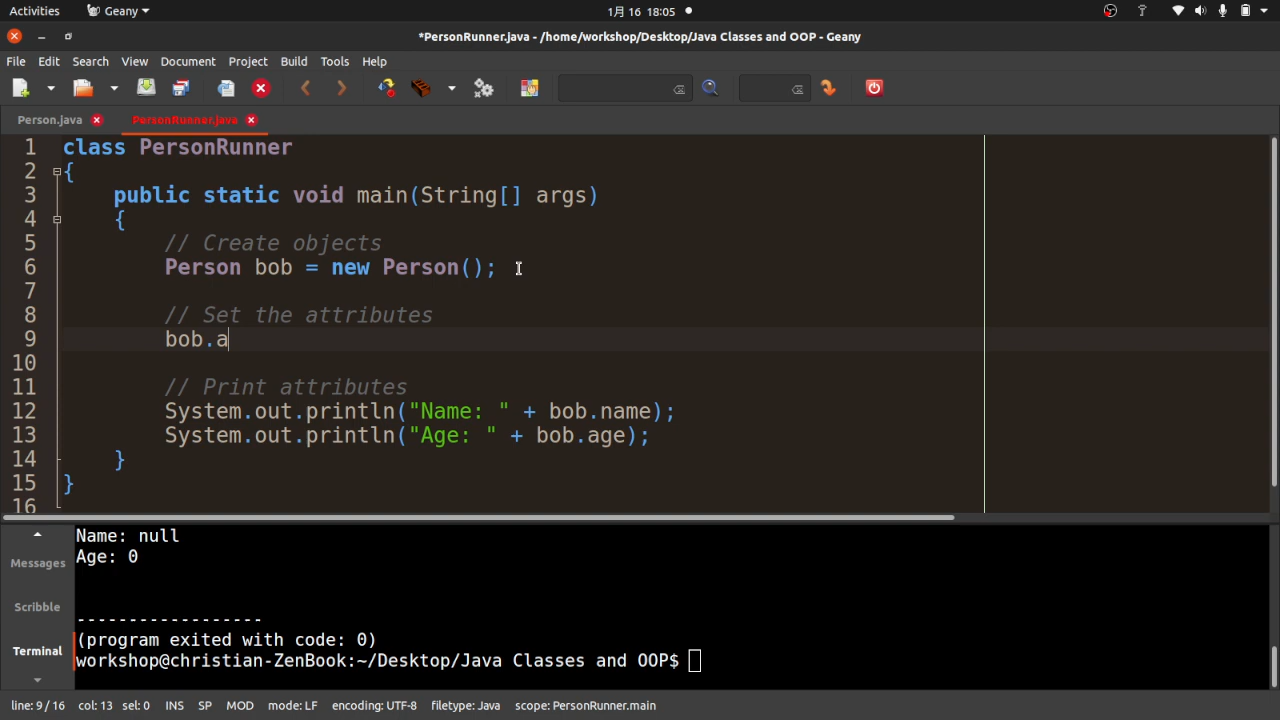 Activities Geany 1月 16 18:05
*PersonRunner.java - /home/workshop/Desktop/Java Classes and OOP - Geany
File Edit Search View Document Project Build Tools Help
Person.java PersonRunner.java
1 class PersonRunner
2 {
3 public static void main(String[] args)
4 {
5 // Create objects
6 Person bob = new Person();
7
8 // Set the attributes
9 bob.a
10
11 // Print attributes
12 System.out.println("Name: " + bob.name);
13 System.out.println("Age: " + bob.age);
14 }
15 }
16
Messages
Scribble
Terminal
Name: null
Age: 0
------------------
(program exited with code: 0)
workshop@christian-ZenBook:~/Desktop/Java Classes and OOP$
line: 9 / 16 col: 13 sel: 0 INS SP MOD mode: LF encoding: UTF-8 filetype: Java scope: PersonRunner.main